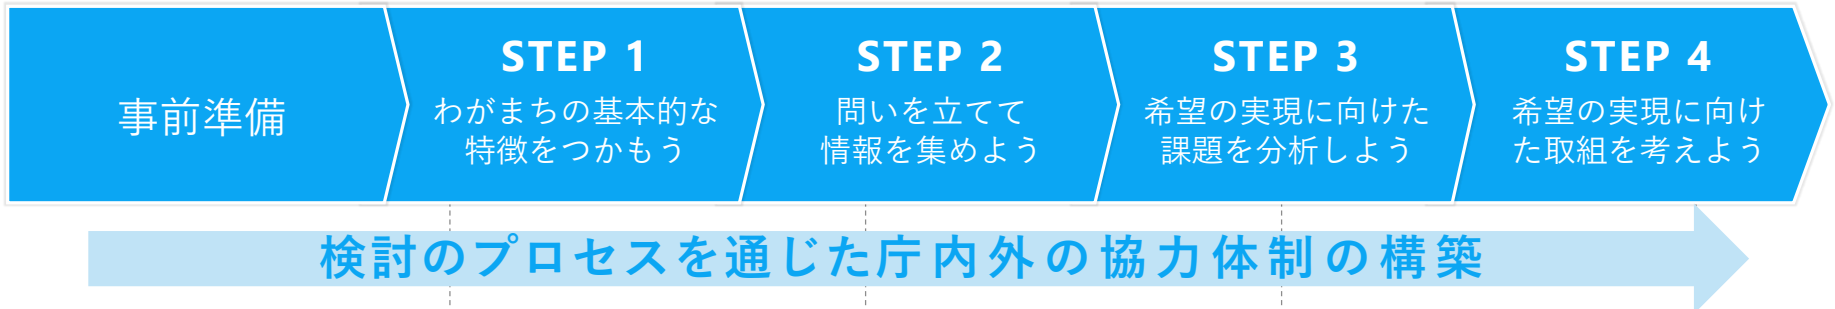 事前準備
STEP 1
わがまちの基本的な
特徴をつかもう
STEP 2
問いを立てて
情報を集めよう
STEP 3
希望の実現に向けた
課題を分析しよう
STEP 4
希望の実現に向け
た取組を考えよう
検討のプロセスを通じた庁内外の協力体制の構築